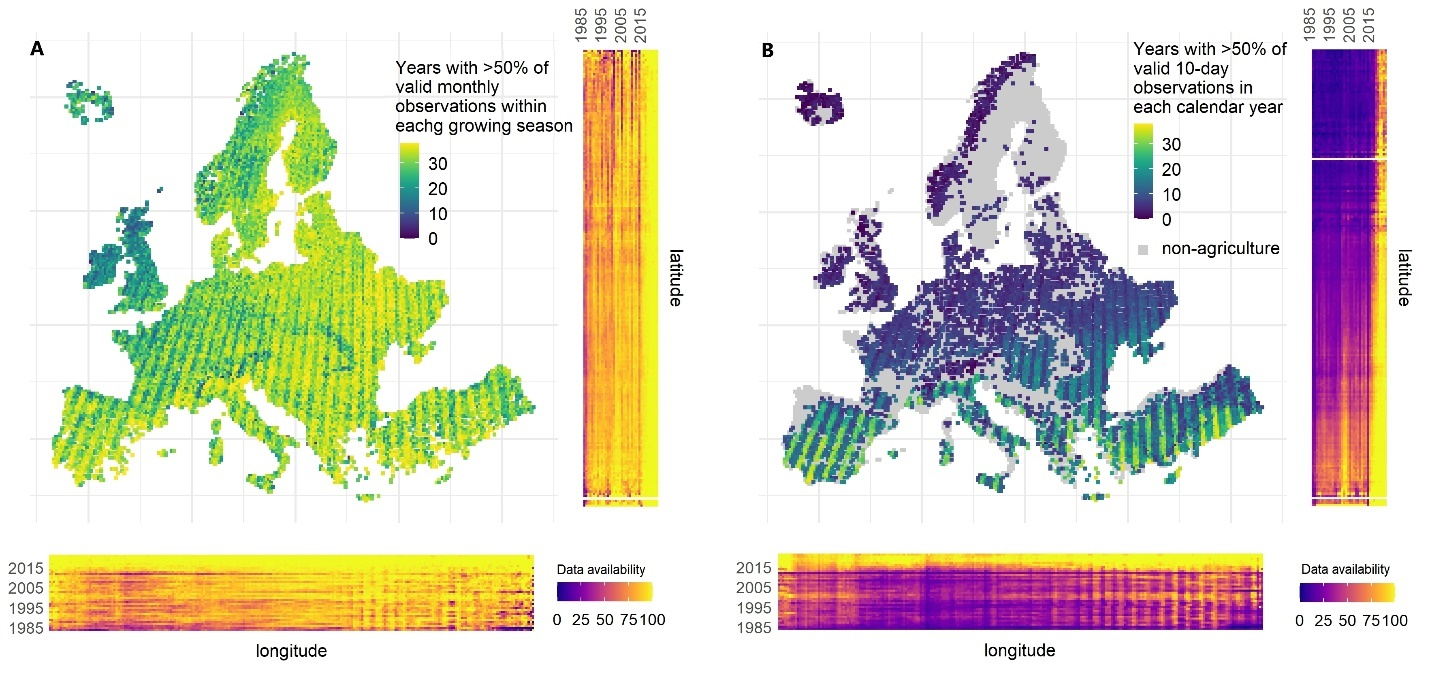 A
Years with >50% of
valid monthly
observations within
eachg growing season
30
20
10
0
1985
1995
2005
2015
latitude
2015
2005
1995
1985
longitude
Data availability
0 25 50 75 100
B
Years with >50% of
valid 10-day
observations in
each calendar year
30
20
10
0
non-agriculture
1985
1995
2005
2015
latitude
2015
2005
1995
1985
longitude
Data availability
0 25 50 75 100